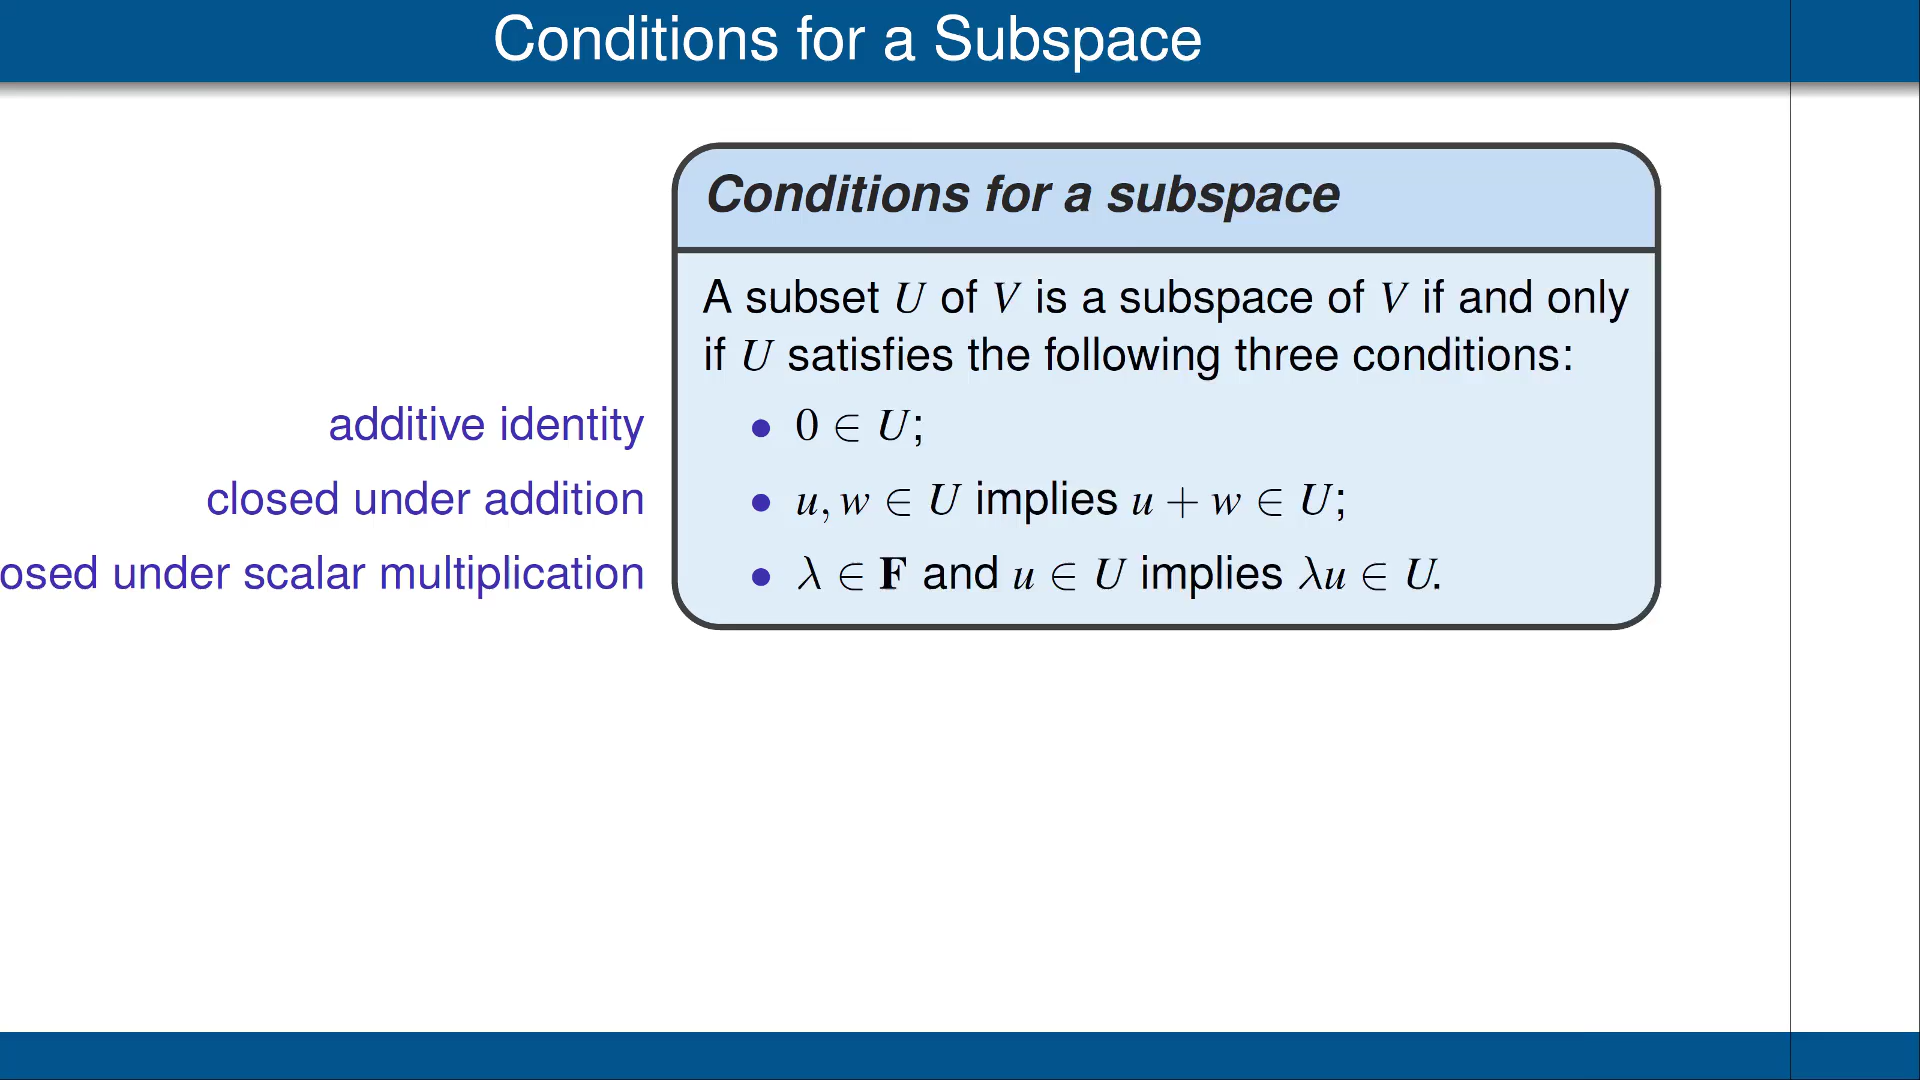 Conditions for a Subspace
Conditions for a subspace
A subset U of V is a subspace of V if and only
if U satisfies the following three conditions:
additive identity
• 0 ∈ U;
closed under addition
• u, w ∈ U implies u + w ∈ U;
osed under scalar multiplication
• λ ∈ F and u ∈ U implies λu ∈ U.